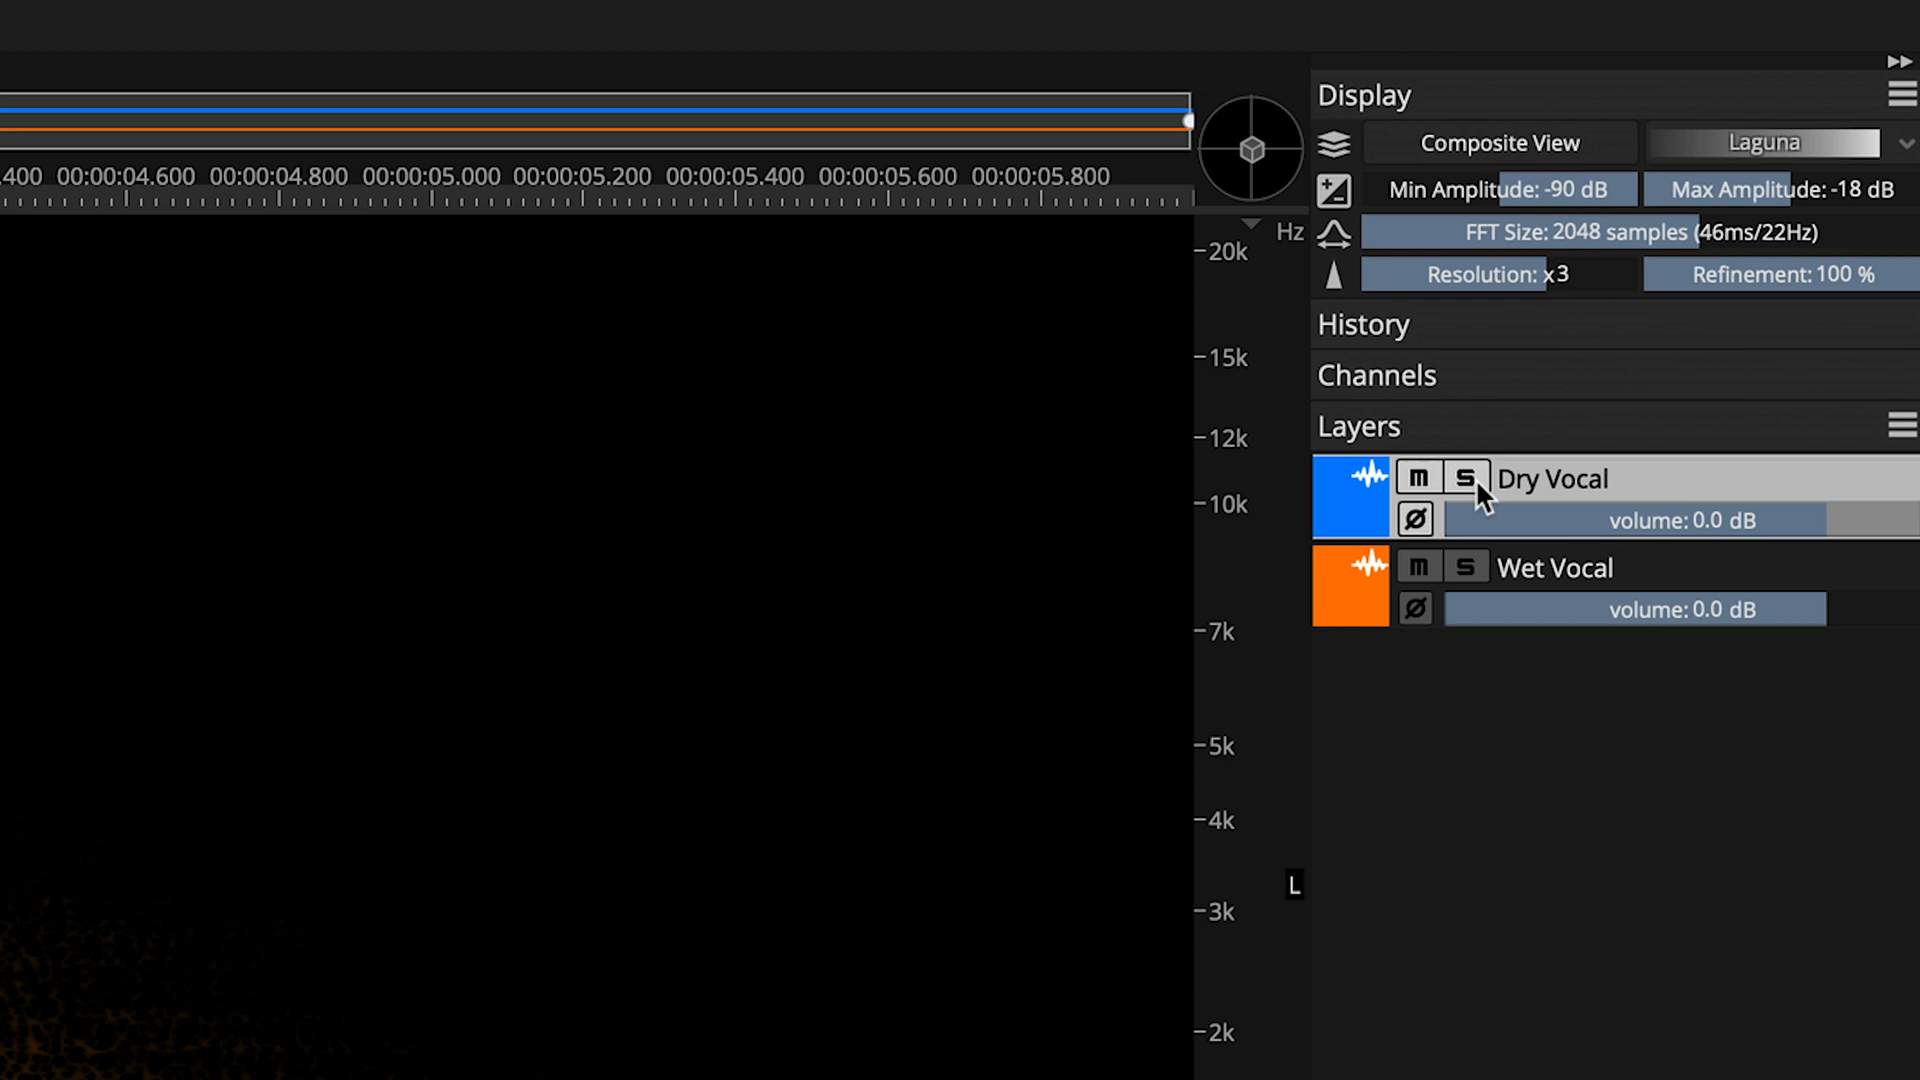 Display
Composite View
Laguna
.400 00:00:04.600 00:00:04.800 00:00:05.000 00:00:05.200 00:00:05.400 00:00:05.600 00:00:05.800
Min Amplitude: -90 dB
Max Amplitude: -18 dB
Hz
FFT Size: 2048 samples (46ms/22Hz)
Resolution: x3
Refinement: 100 %
20k
15k
12k
10k
7k
5k
4k
3k
2k
L
History
Channels
Layers
m S Dry Vocal
Ø volume: 0.0 dB
m S Wet Vocal
Ø volume: 0.0 dB